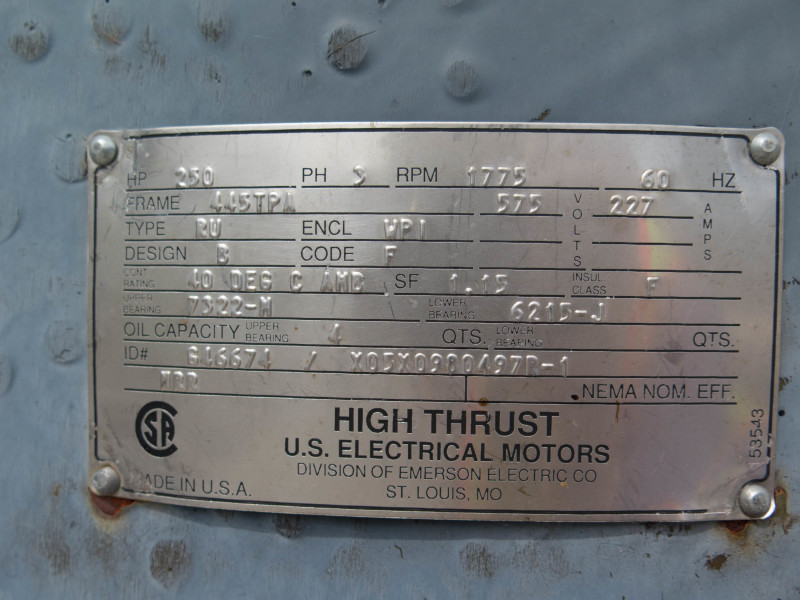 HP 250 PH 3 RPM 1775 60 HZ
FRAME 445TPA 575 VOLTS 227 AMPS
TYPE RU ENCL WPI
DESIGN B CODE F
CONT RATING 40 DEG C AMB SF 1.15 INSUL CLASS F
UPPER BEARING 7322-M LOWER BEARING 6215-J
OIL CAPACITY UPPER BEARING 4 QTS. LOWER BEARING QTS.
ID# G46674 / X05X0980497R-1
NEMA NOM. EFF.
CSA
HIGH THRUST
U.S. ELECTRICAL MOTORS
DIVISION OF EMERSON ELECTRIC CO
MADE IN U.S.A. ST. LOUIS, MO
153543